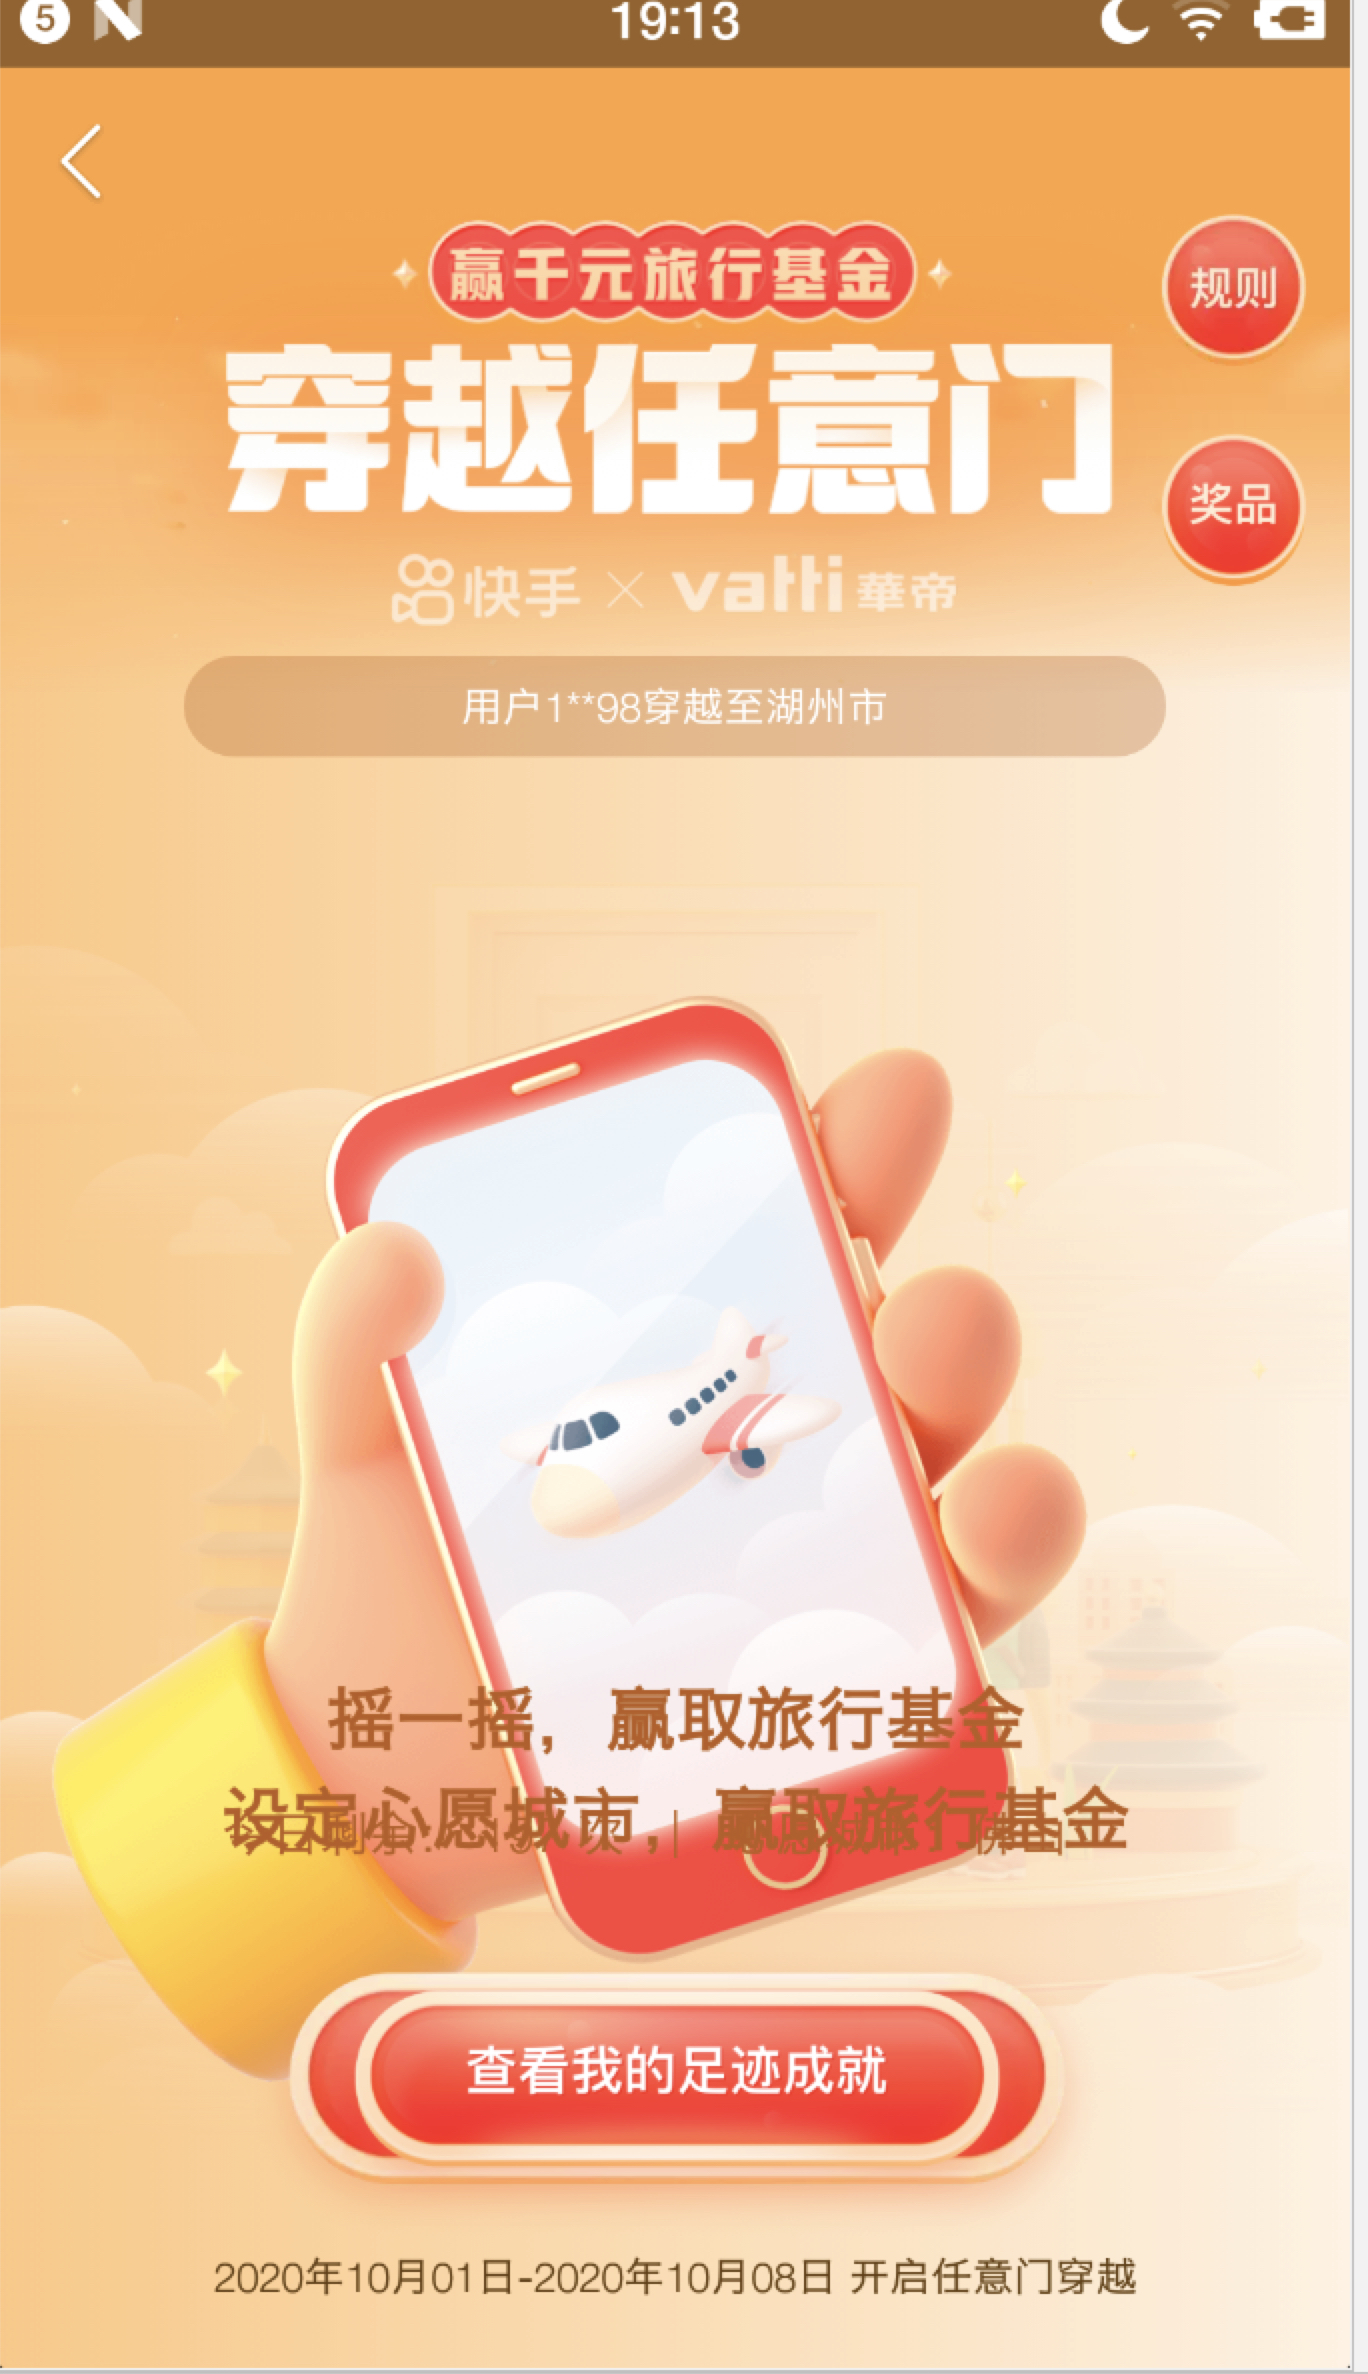 5
19:13
赢千元旅行基金
规则
穿越任意门
奖品
快手 × vatti 華帝
用户1**98穿越至湖州市
摇一摇，赢取旅行基金
设定心愿城市，赢取旅行基金
查看我的足迹成就
2020年10月01日-2020年10月08日 开启任意门穿越